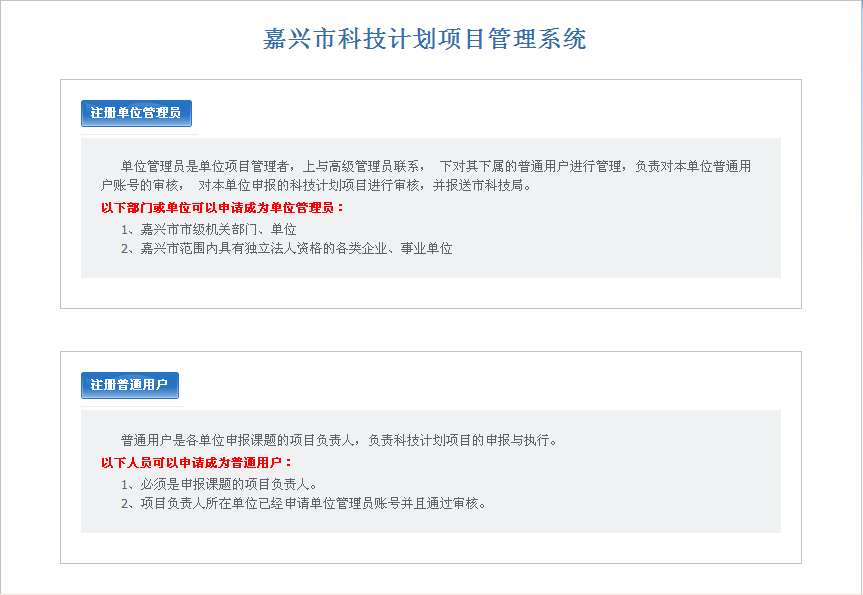 嘉兴市科技计划项目管理系统
注册单位管理员
单位管理员是单位项目管理者，上与高级管理员联系， 下对其下属的普通用户进行管理，负责对本单位普通用
户账号的审核， 对本单位申报的科技计划项目进行审核，并报送市科技局。
以下部门或单位可以申请成为单位管理员：
1、嘉兴市市级机关部门、单位
2、嘉兴市范围内具有独立法人资格的各类企业、事业单位
注册普通用户
普通用户是各单位申报课题的项目负责人，负责科技计划项目的申报与执行。
以下人员可以申请成为普通用户：
1、必须是申报课题的项目负责人。
2、项目负责人所在单位已经申请单位管理员账号并且通过审核。